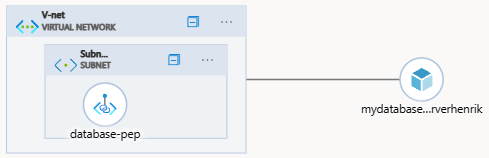 V-net
VIRTUAL NETWORK
Subn...
SUBNET
database-pep
mydatabase...rverhenrik